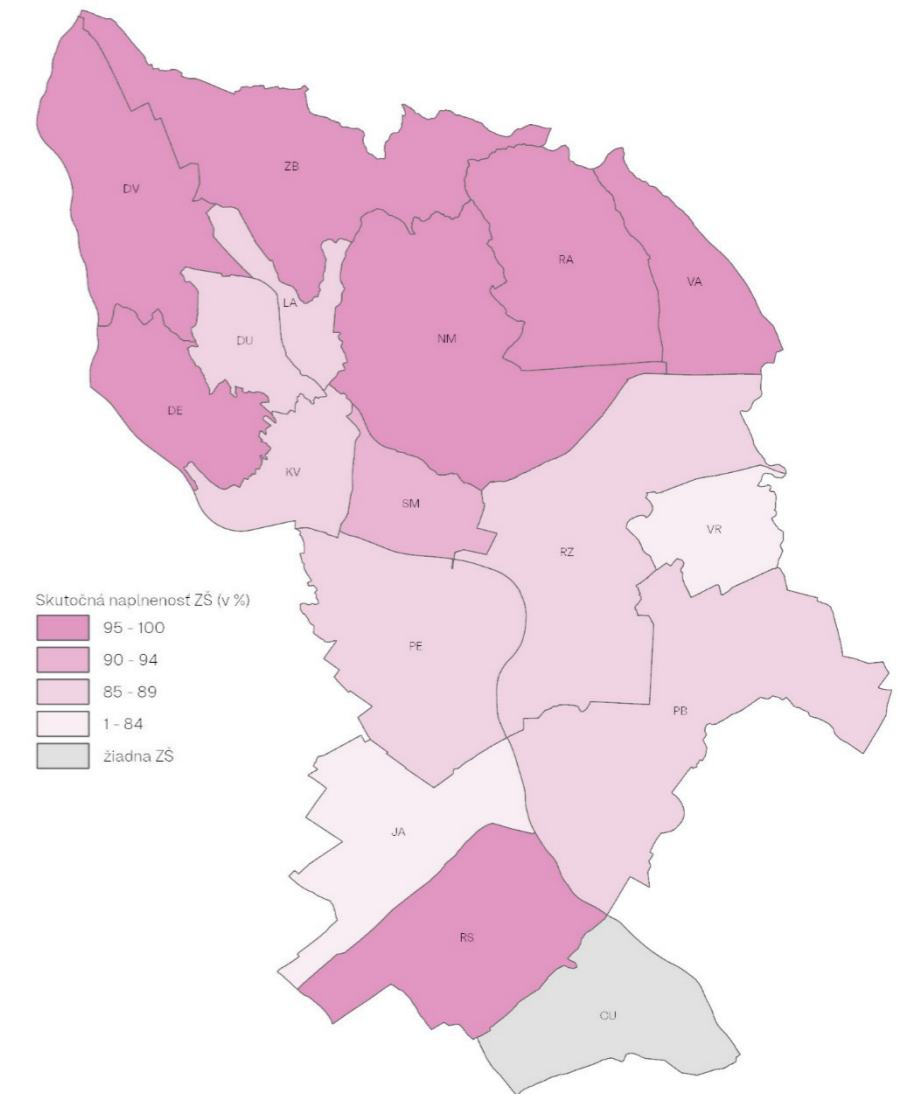 ZB
DV
RA
VA
LA
NM
DU
DE
KV
SM
VR
RZ
Skutočná naplnenosť ZŠ (v %)
95 - 100
90 - 94
85 - 89
1 - 84
žiadna ZŠ
PE
PB
JA
RS
CU